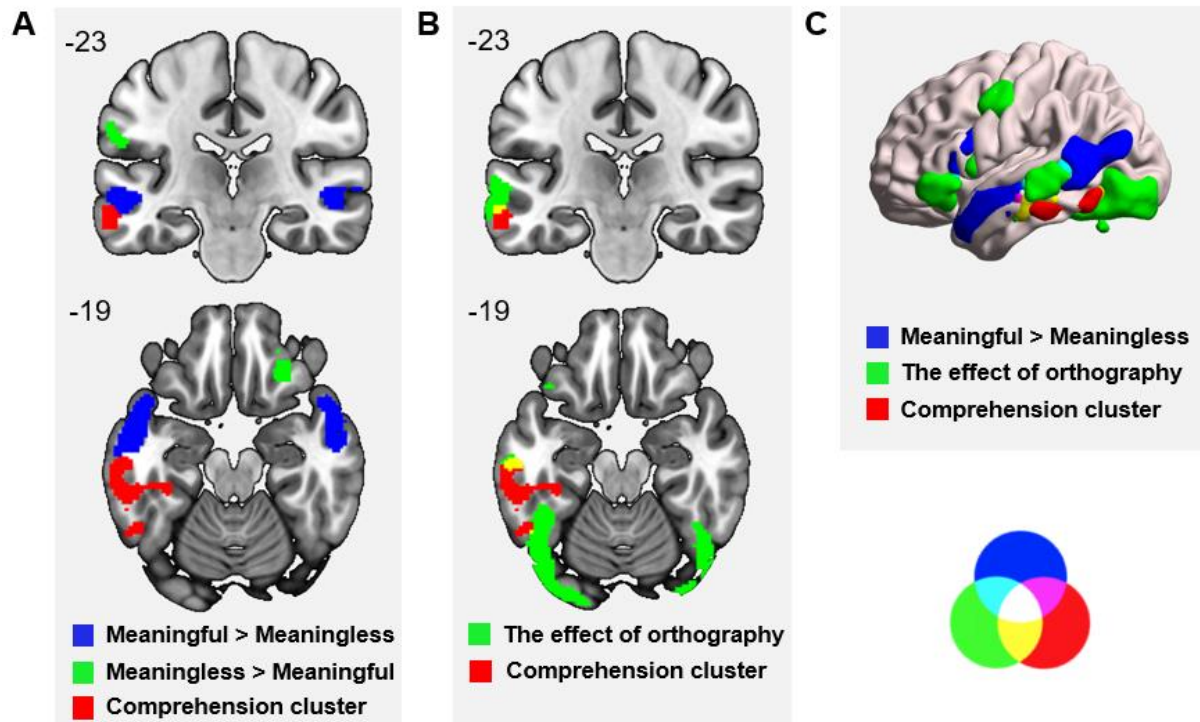 A
-23
-19
Meaningful > Meaningless
Meaningless > Meaningful
Comprehension cluster
B
-23
-19
The effect of orthography
Comprehension cluster
C
Meaningful > Meaningless
The effect of orthography
Comprehension cluster